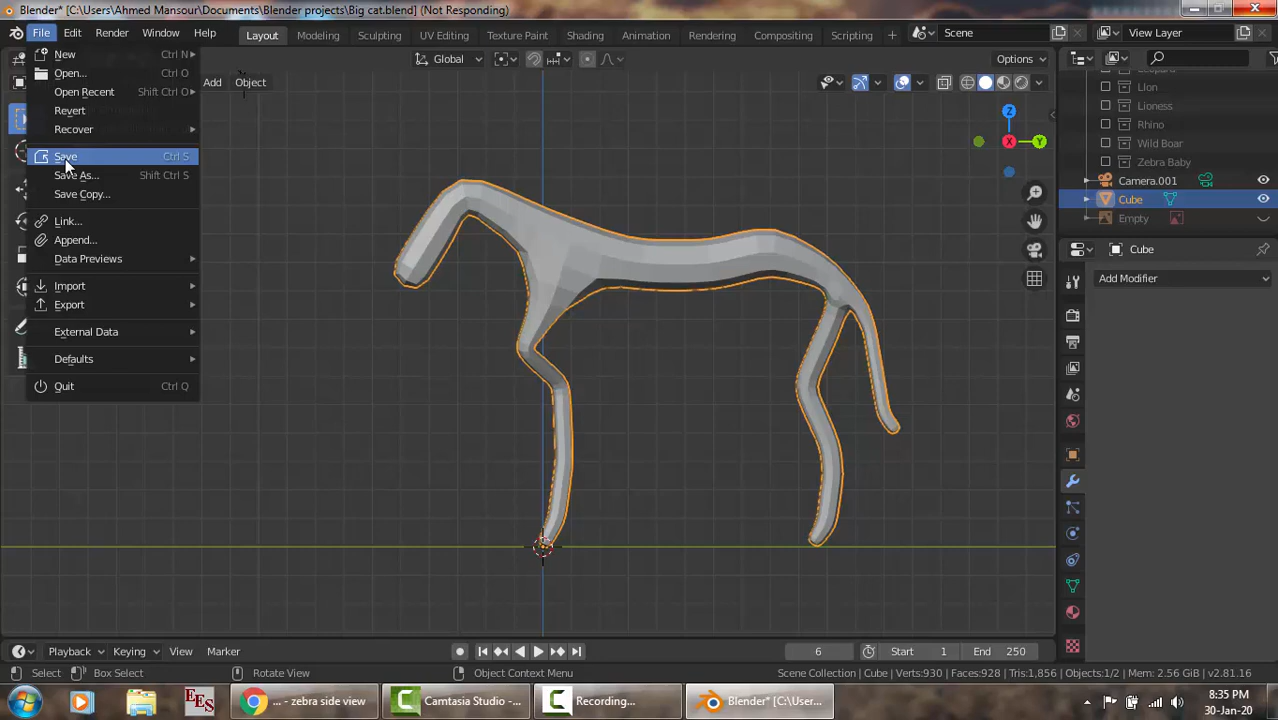 Blender* [C:\Users\Ahmed Mansour\Documents\Blender projects\Big cat.blend] (Not Responding)
File Edit Render Window Help Layout Modeling Sculpting UV Editing Texture Paint Shading Animation Rendering Compositing Scripting Scene View Layer
New Ctrl N
Open... Ctrl O
Open Recent Shift Ctrl O
Revert
Recover
Save Ctrl S
Save As... Shift Ctrl S
Save Copy...
Link...
Append...
Data Previews
Import
Export
External Data
Defaults
Quit Ctrl Q
Global Options
Add Object
X
Y
Z
LIon
Lioness
Rhino
Wild Boar
Zebra Baby
Camera.001
Cube
Empty
Cube
Add Modifier
Playback Keying View Marker 6 Start 1 End 250
Select Box Select Rotate View Object Context Menu Scene Collection | Cube | Verts:930 | Faces:928 | Tris:1,856 | Objects:1/2 | Mem: 2.56 GiB | v2.81.16
EES ... - zebra side view Camtasia Studio - ... Recording... Blender* [C:\User... 8:35 PM
30-Jan-20